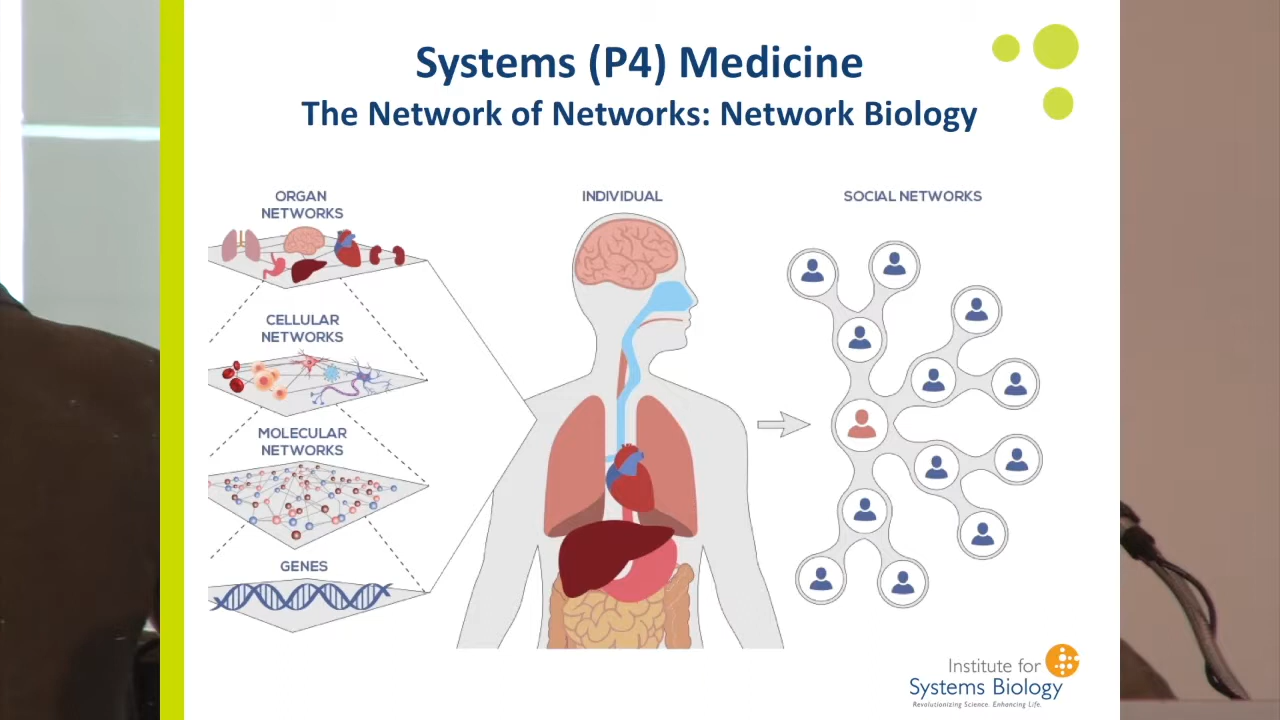 Systems (P4) Medicine
The Network of Networks: Network Biology
ORGAN
NETWORKS
CELLULAR
NETWORKS
MOLECULAR
NETWORKS
GENES
INDIVIDUAL
SOCIAL NETWORKS
Institute for
Systems Biology
Revolutionizing Science. Enhancing Life.